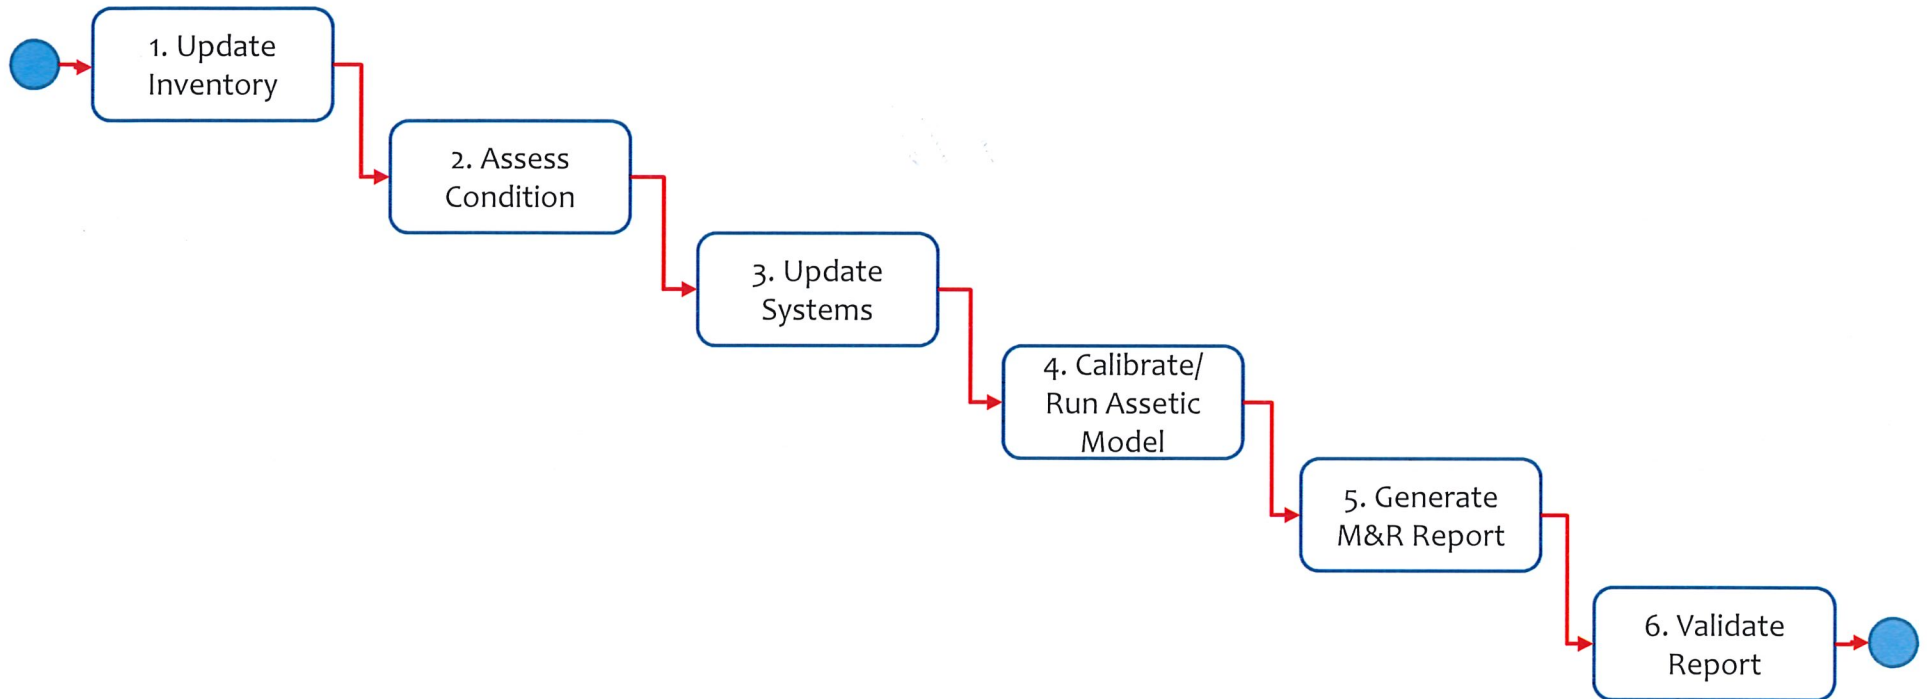 1. Update
Inventory
2. Assess
Condition
3. Update
Systems
4. Calibrate/
Run Assetic
Model
5. Generate
M&R Report
6. Validate
Report